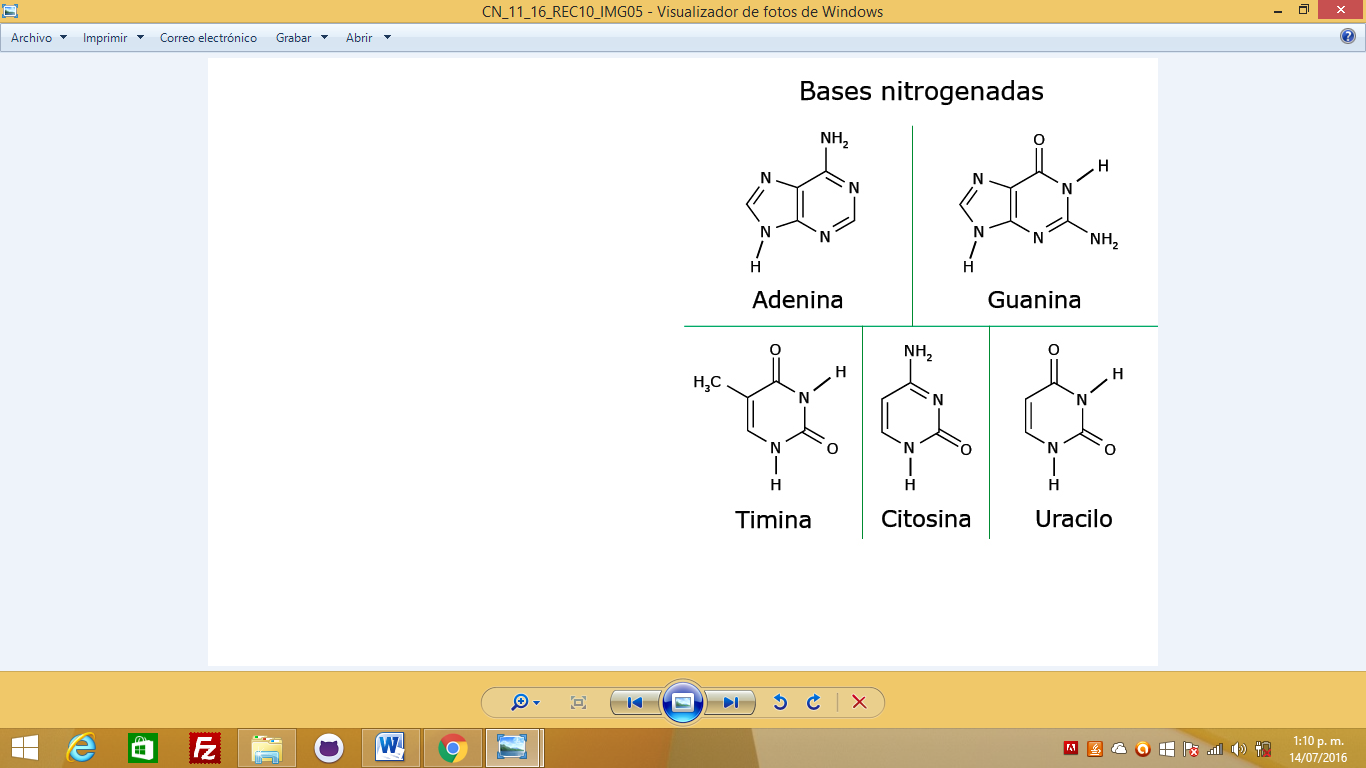 CN_11_16_REC10_IMG05 - Visualizador de fotos de Windows
Archivo Imprimir Correo electrónico Grabar Abrir
Bases nitrogenadas
NH2
N
N
N
N
H
Adenina
O
H
N
N
N
N
NH2
H
Guanina
O
H
H3C
N
N
O
H
Timina
NH2
N
N
O
H
Citosina
O
H
N
N
O
H
Uracilo
1:10 p. m.
14/07/2016